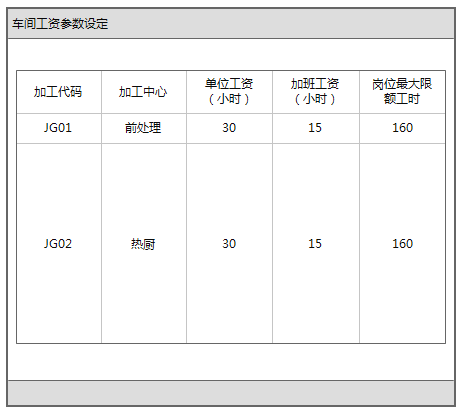 车间工资参数设定
加工代码 加工中心 单位工资 加班工资 岗位最大限
（小时） （小时） 额工时
JG01 前处理 30 15 160
JG02 热厨 30 15 160